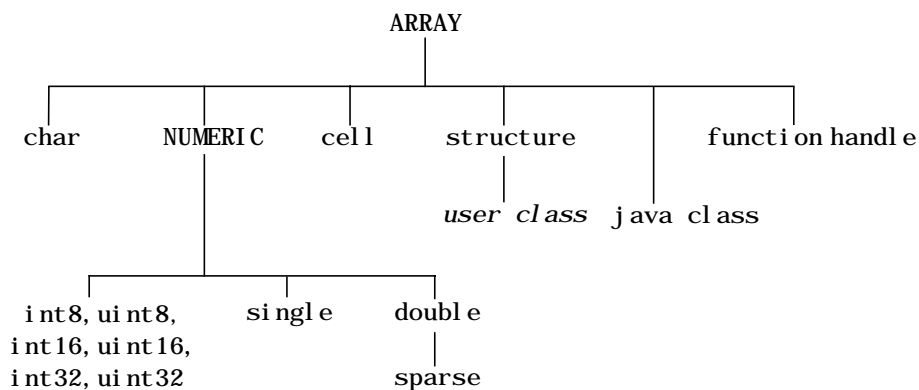 ARRAY
char NUMERIC cell structure function handle
user class java class
int8, uint8, single double
int16, uint16,
int32, uint32 sparse